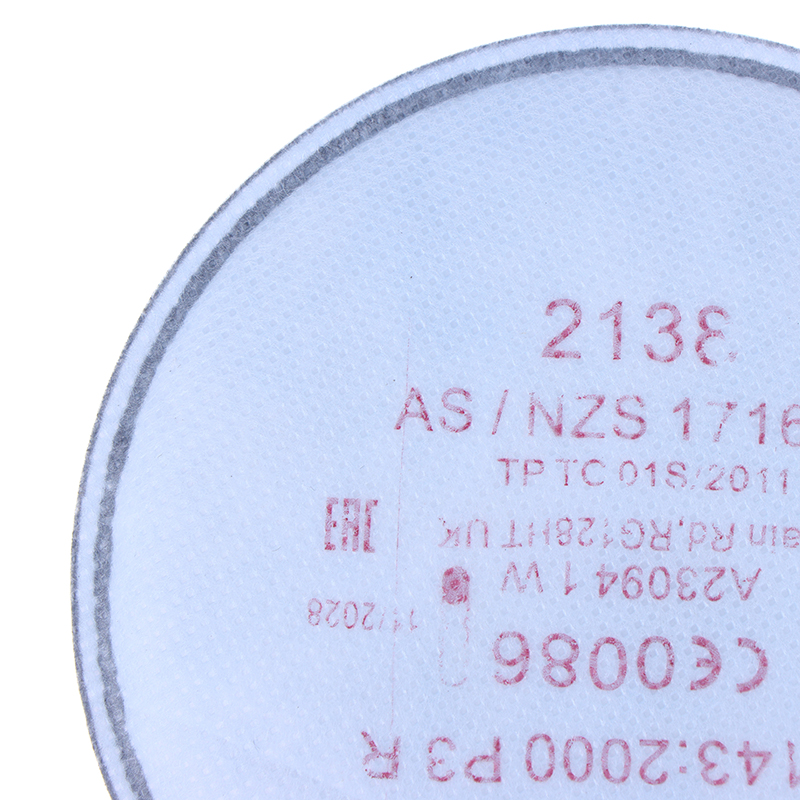 2138
AS / NZS 1716
TP TC 019/2011
ain Rd,RG128HT UK
EAC
A23094 1 W
11/2028
CE0086
143:2000 P3 R